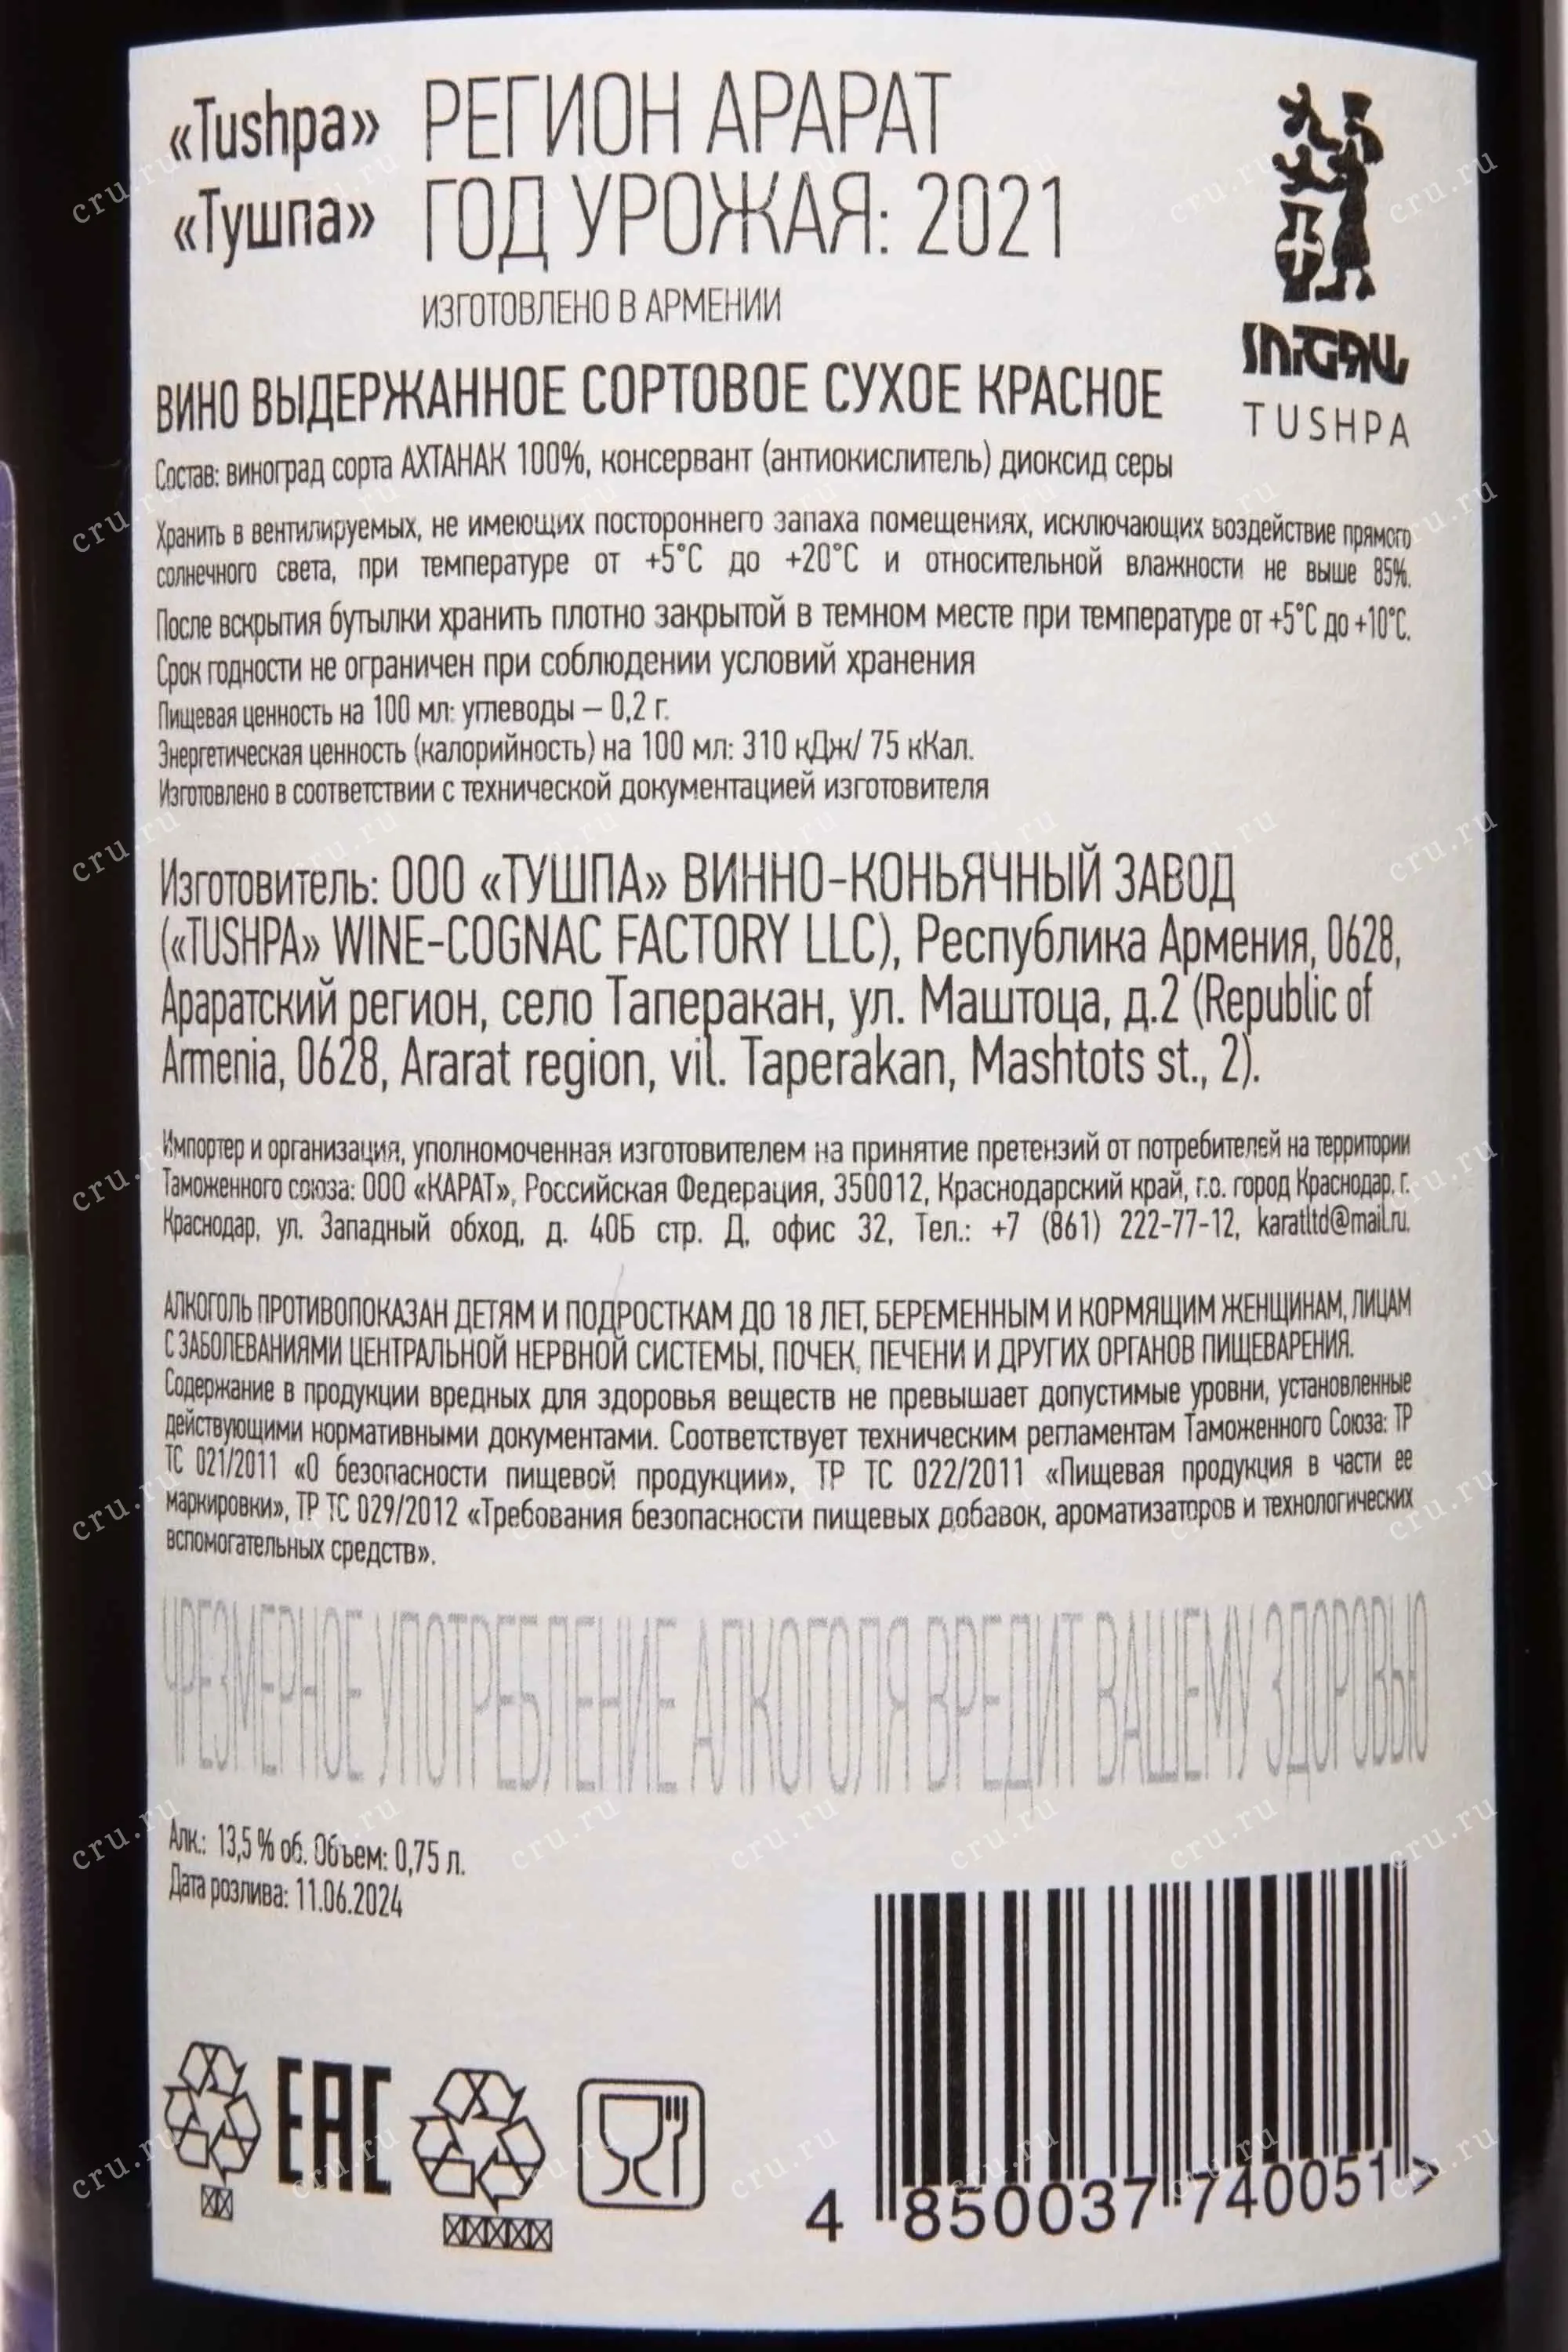 «Tushpa» РЕГИОН АРАРАТ
«Тушпа» ГОД УРОЖАЯ: 2021
ИЗГОТОВЛЕНО В АРМЕНИИ
TUSHPA
ВИНО ВЫДЕРЖАННОЕ СОРТОВОЕ СУХОЕ КРАСНОЕ
Состав: виноград сорта АХТАНАК 100%, консервант (антиокислитель) диоксид серы
Хранить в вентилируемых, не имеющих постороннего запаха помещениях, исключающих воздействие прямого
солнечного света, при температуре от +5°С до +20°С и относительной влажности не выше 85%.
После вскрытия бутылки хранить плотно закрытой в темном месте при температуре от +5°С до +10°С.
Срок годности не ограничен при соблюдении условий хранения
Пищевая ценность на 100 мл: углеводы – 0,2 г.
Энергетическая ценность (калорийность) на 100 мл: 310 кДж/ 75 кКал.
Изготовлено в соответствии с технической документацией изготовителя
Изготовитель: ООО «ТУШПА» ВИННО-КОНЬЯЧНЫЙ ЗАВОД
(«TUSHPA» WINE-COGNAC FACTORY LLC), Республика Армения, 0628,
Араратский регион, село Таперакан, ул. Маштоца, д.2 (Republic of
Armenia, 0628, Ararat region, vil. Taperakan, Mashtots st., 2).
Импортер и организация, уполномоченная изготовителем на принятие претензий от потребителей на территории
Таможенного союза: ООО «КАРАТ», Российская Федерация, 350012, Краснодарский край, г.о. город Краснодар, г.
Краснодар, ул. Западный обход, д. 40Б стр. Д, офис 32, Тел.: +7 (861) 222-77-12, karatltd@mail.ru.
АЛКОГОЛЬ ПРОТИВОПОКАЗАН ДЕТЯМ И ПОДРОСТКАМ ДО 18 ЛЕТ, БЕРЕМЕННЫМ И КОРМЯЩИМ ЖЕНЩИНАМ, ЛИЦАМ
С ЗАБОЛЕВАНИЯМИ ЦЕНТРАЛЬНОЙ НЕРВНОЙ СИСТЕМЫ, ПОЧЕК, ПЕЧЕНИ И ДРУГИХ ОРГАНОВ ПИЩЕВАРЕНИЯ.
Содержание в продукции вредных для здоровья веществ не превышает допустимые уровни, установленные
действующими нормативными документами. Соответствует техническим регламентам Таможенного Союза: ТР
ТС 021/2011 «О безопасности пищевой продукции», ТР ТС 022/2011 «Пищевая продукция в части ее
маркировки», ТР ТС 029/2012 «Требования безопасности пищевых добавок, ароматизаторов и технологических
вспомогательных средств».
ЧРЕЗМЕРНОЕ УПОТРЕБЛЕНИЕ АЛКОГОЛЯ ВРЕДИТ ВАШЕМУ ЗДОРОВЬЮ
Алк.: 13,5 % об. Объем: 0,75 л.
Дата розлива: 11.06.2024
EAC
4 850037 740051 >
cru.ru